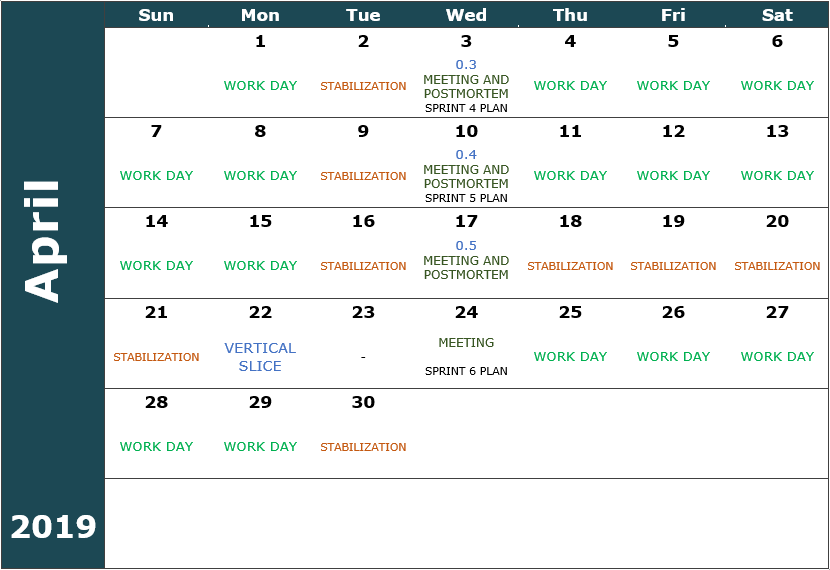 Sun Mon Tue Wed Thu Fri Sat
April
2019
1 2 3 4 5 6
WORK DAY
STABILIZATION
0.3
MEETING AND
POSTMORTEM
SPRINT 4 PLAN
WORK DAY
WORK DAY
WORK DAY
7 8 9 10 11 12 13
WORK DAY
WORK DAY
STABILIZATION
0.4
MEETING AND
POSTMORTEM
SPRINT 5 PLAN
WORK DAY
WORK DAY
WORK DAY
14 15 16 17 18 19 20
WORK DAY
WORK DAY
STABILIZATION
0.5
MEETING AND
POSTMORTEM
STABILIZATION
STABILIZATION
STABILIZATION
21 22 23 24 25 26 27
STABILIZATION
VERTICAL
SLICE
-
MEETING
SPRINT 6 PLAN
WORK DAY
WORK DAY
WORK DAY
28 29 30
WORK DAY
WORK DAY
STABILIZATION